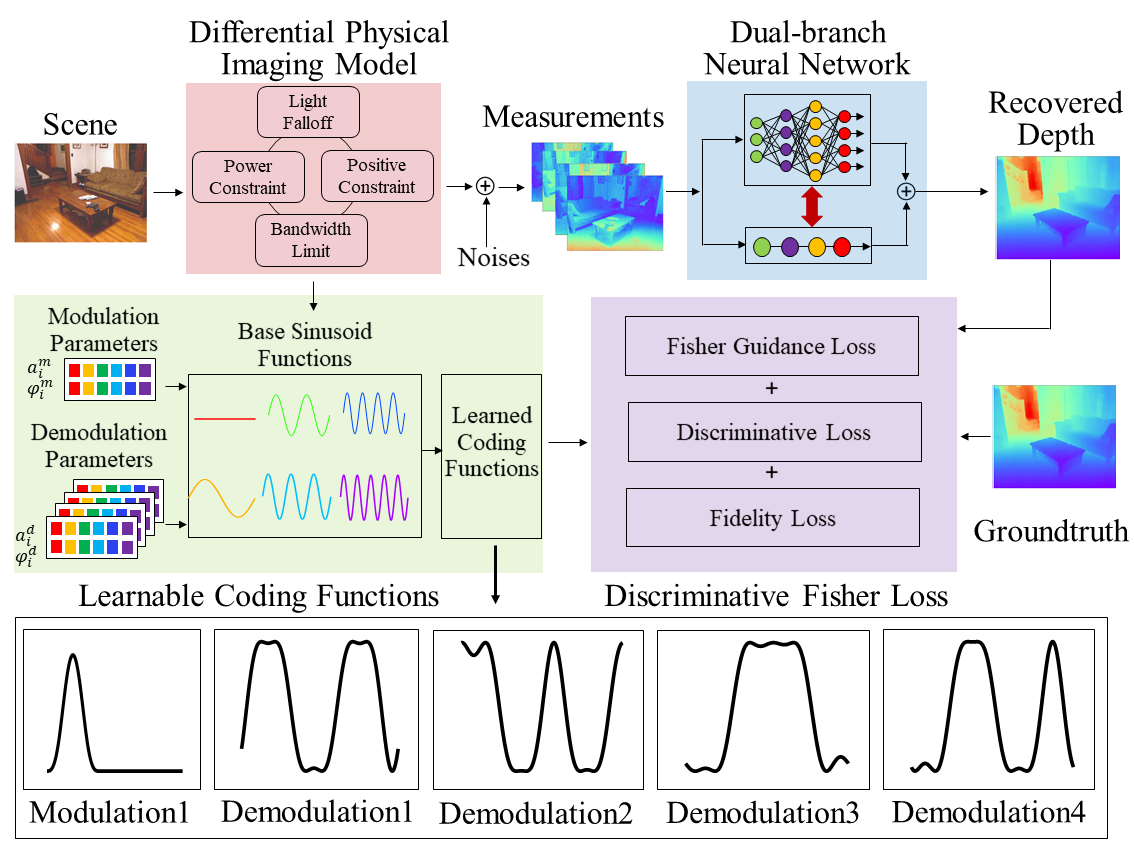 Differential Physical
Imaging Model
Dual-branch
Neural Network
Scene
Light
Falloff
Power
Constraint
Positive
Constraint
Bandwidth
Limit
Noises
Measurements
Recovered
Depth
Modulation
Parameters
a_i^m
φ_i^m
Demodulation
Parameters
a_i^d
φ_i^d
Base Sinusoid
Functions
Learned
Coding
Functions
Fisher Guidance Loss
+
Discriminative Loss
+
Fidelity Loss
Groundtruth
Learnable Coding Functions
Discriminative Fisher Loss
Modulation1
Demodulation1
Demodulation2
Demodulation3
Demodulation4